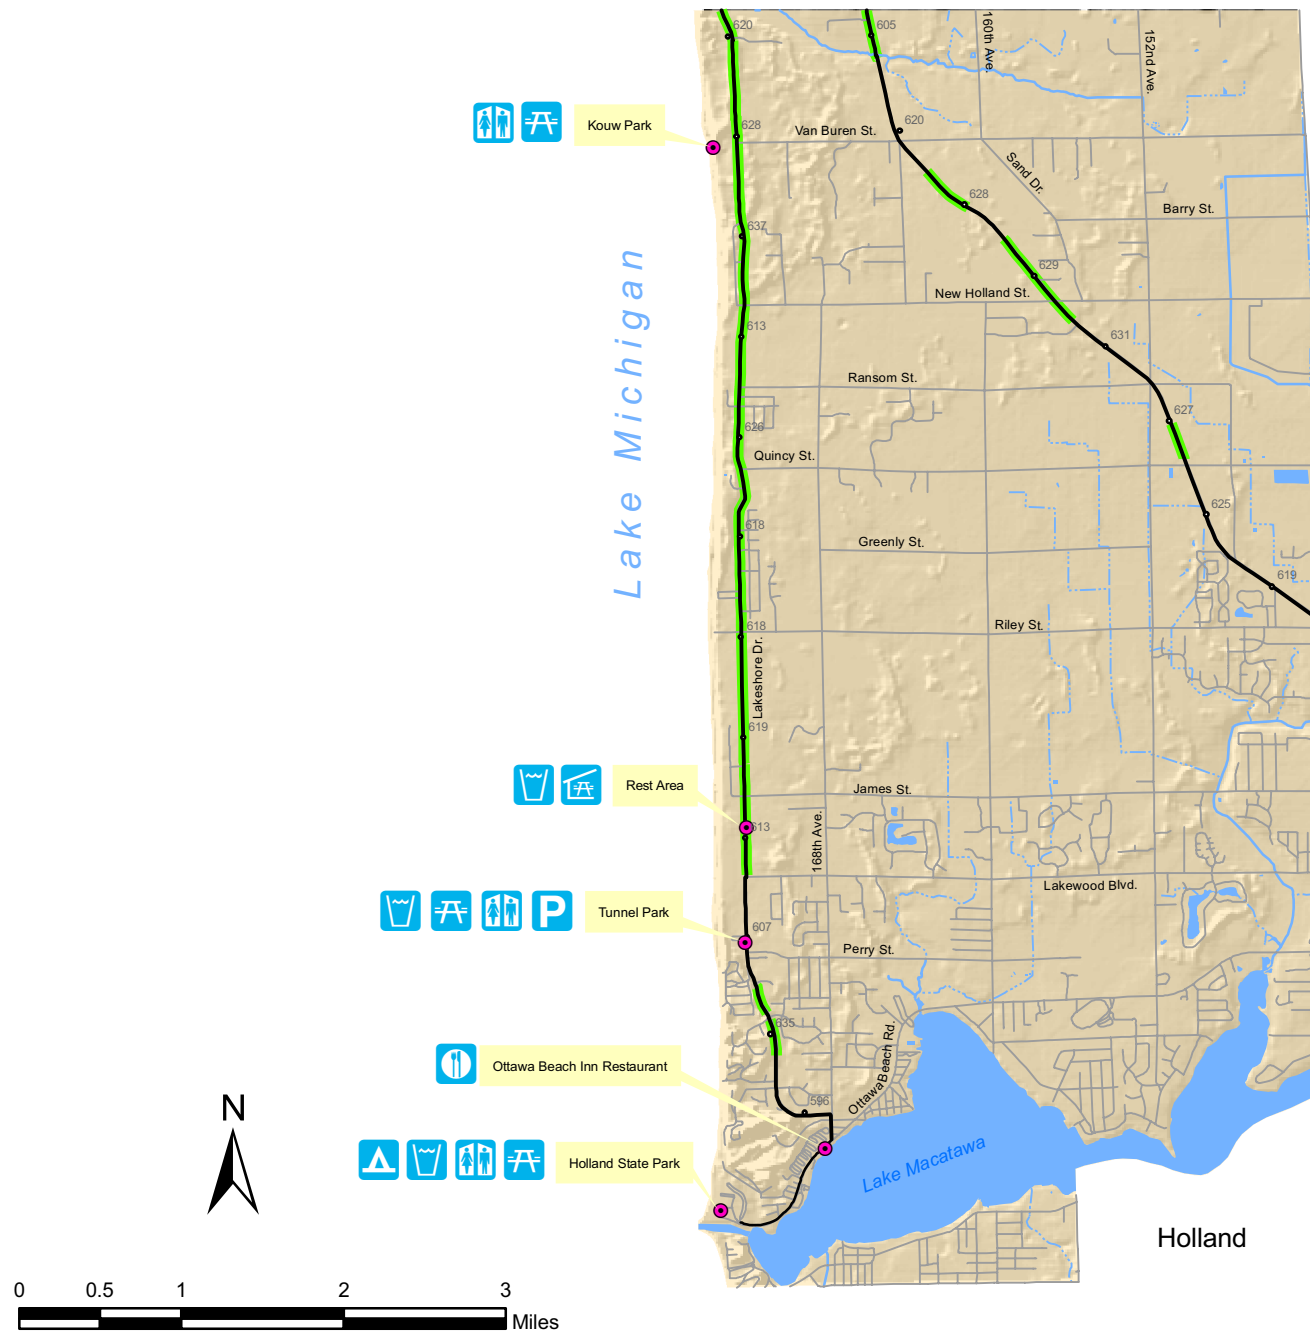 620
605
160th Ave.
152nd Ave.
Kouw Park
628
Van Buren St.
620
Sand Dr.
628
Barry St.
637
629
New Holland St.
Lake Michigan
613
631
Ransom St.
626
627
Quincy St.
618
625
Greenly St.
619
618
Riley St.
Lakeshore Dr.
619
Rest Area
James St.
613
168th Ave.
Lakewood Blvd.
P
Tunnel Park
607
Perry St.
635
Ottawa Beach Rd.
Ottawa Beach Inn Restaurant
596
N
Holland State Park
Lake Macatawa
Holland
0 0.5 1 2 3
Miles